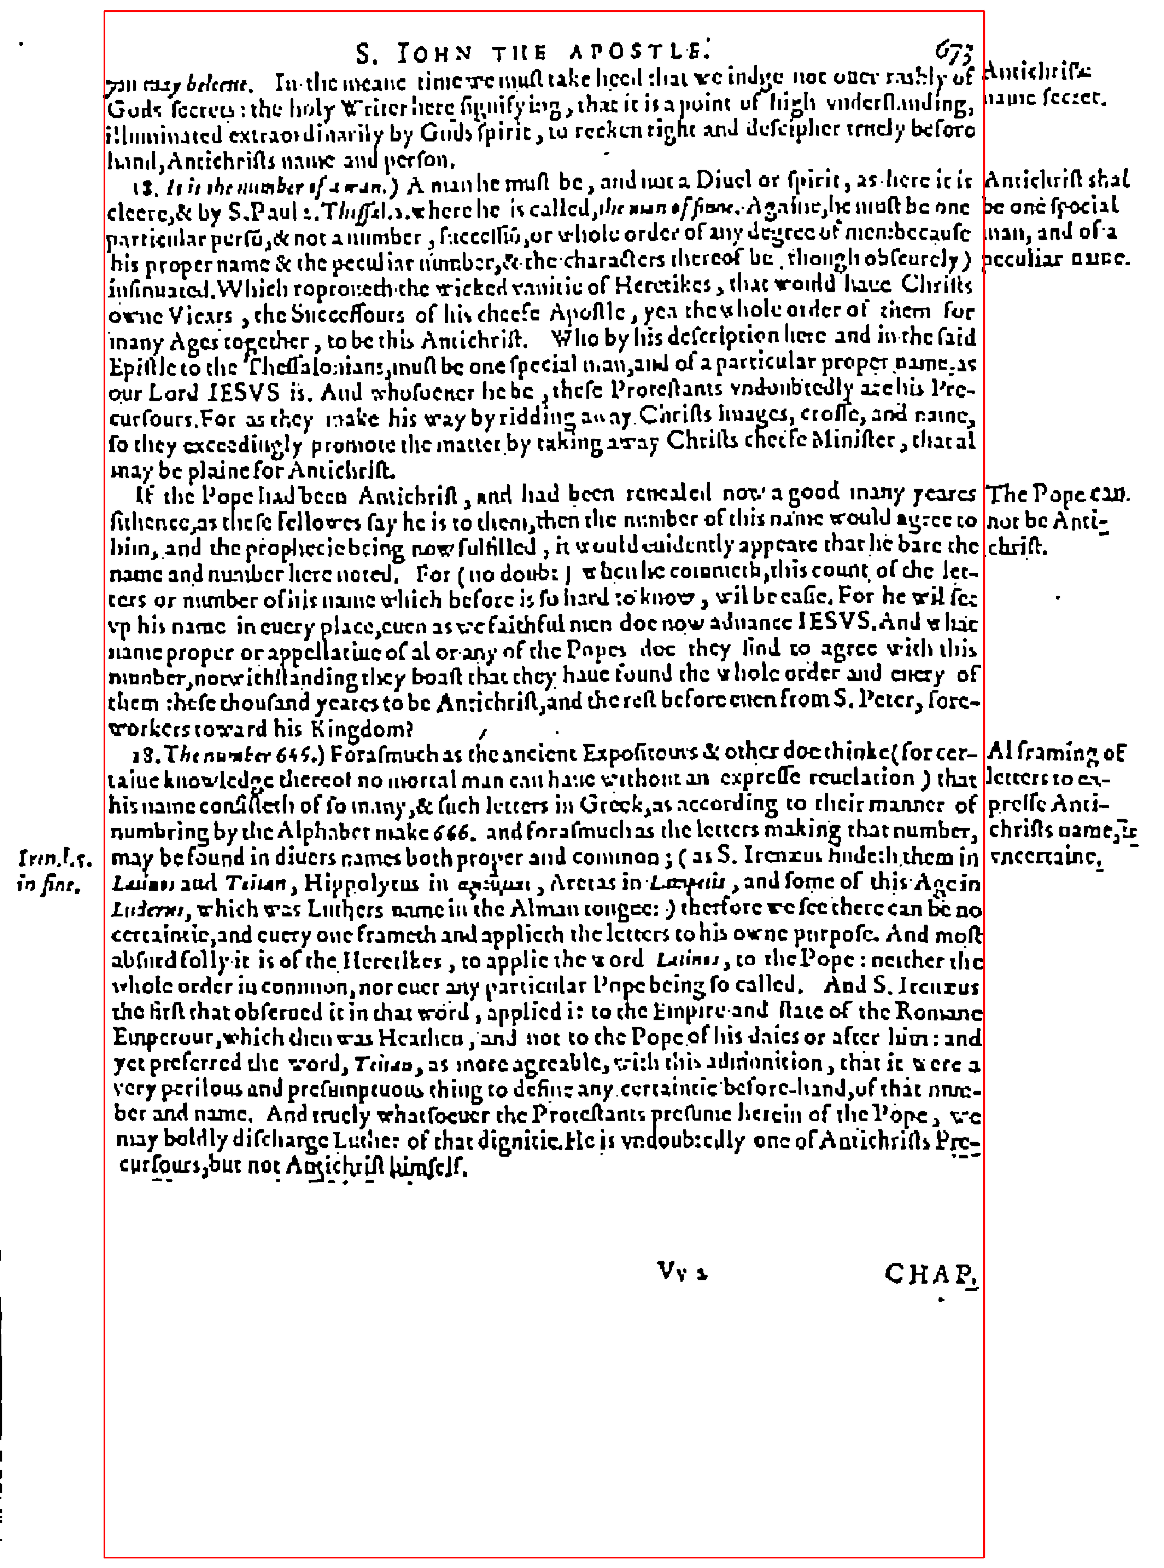 S. IOHN THE APOSTLE. 673
you may beleeue. In the meane time we must take heed that we iudge not ouer rashly of
Gods secrets: the holy Writer here signifying, that it is a point of high vnderstanding,
illuminated extraordinarily by Gods spirit, to recken right and descipher truely before
hand, Antichrists name and person.
Antichrists
name secret.
18. It is the number of a man.) A man he must be, and not a Diuel or spirit, as here it is
cleere, & by S. Paul 2. Thessal. 2. where he is called, the man of sinne. Againe, he must be one
particular persõ, & not a number, successiõ, or whole order of any degree of men: because
his proper name & the peculiar number, & the characters thereof be (though obscurely)
insinuated. Which reproueth the wicked vanitie of Heretikes, that would haue Christs
owne Vicars, the Successours of his cheefe Apostle, yea the whole order of them for
many Ages together, to be this Antichrist. Who by his description here and in the said
Epistle to the Thessalonians, must be one special man, and of a particular proper name, as
our Lord IESVS is. And whosoeuer he be, these Protestants vndoubtedly are his Pre-
cursours. For as they make his way by ridding away Christs Images, crosse, and name,
so they exceedingly promote the matter by taking away Christs cheefe Minister, that al
may be plaine for Antichrist.
Antichrist shal
be one special
man, and of a
peculiar name.
If the Pope had been Antichrist, and had been reuealed now a good many yeares
sithence, as these fellowes say he is to them, then the number of this name would agree to
him, and the prophecie being now fulfilled, it would euidently appeare that he bare the
name and number here noted. For (no doubt) when he commeth, this count of the let-
ters or number of his name which before is so hard to know, wil be easie. For he wil set
vp his name in euery place, euen as we faithful men doe now aduance IESVS. And what
name proper or appellatiue of al or any of the Popes doe they find to agree with this
number, notwithstanding they boast that they haue found the whole order and euery of
them these thousand yeares to be Antichrist, and the rest before euen from S. Peter, fore-
workers toward his Kingdom?
The Pope can-
not be Anti-
christ.
18. The number 666.) Forasmuch as the ancient Expositours & other doe thinke (for cer-
taine knowledge thereof no mortal man can haue without an expresse reuelation) that
his name consisteth of so many, & such letters in Greek, as according to their manner of
numbring by the Alphabet make 666. and forasmuch as the letters making that number,
may be found in diuers names both proper and common; (as S. Irenæus findeth them in
Latinos and Teitan, Hippolytus in ἀρνοῦμαι, Aretas in Lampetis, and some of this Age in
Luderus, which was Luthers name in the Alman tongee:) therfore we see there can be no
certaintie, and euery one frameth and applieth the letters to his owne purpose. And most
absurd folly it is of the Heretikes, to applie the word Latinos, to the Pope: neither the
whole order in common, nor euer any particular Pope being so called. And S. Irenæus
the first that obserued it in that word, applied it to the Empire and state of the Romane
Emperour, which then was Heathen, and not to the Pope of his daies or after him: and
yet preferred the word, Teitan, as more agreable, with this admonition, that it were a
very perilous and presumptuous thing to define any certaintie before-hand, of that num-
ber and name. And truely whatsoeuer the Protestants presume herein of the Pope, we
may boldly discharge Luther of that dignitie. He is vndoubtedly one of Antichrists Pre-
cursours, but not Antichrist himself.
Al framing of
letters to ex-
presse Anti-
christs name, is
vncertaine.
Iren. l. 5.
in fine.
Vv 2 CHAP.